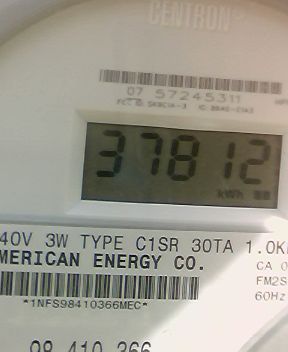 CENTRON
07 57245311
37812
kWh
40V 3W TYPE C1SR 30TA 1.0K
MERICAN ENERGY CO.
CA 0
FM2S
*1NFS98410366MEC*
60Hz
98 410 366